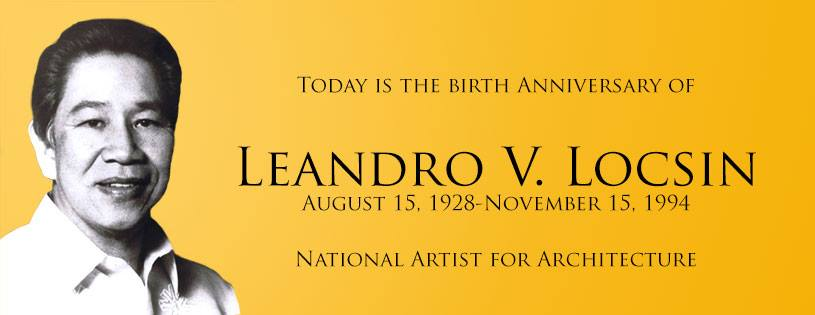 Today is the birth Anniversary of
Leandro V. Locsin
August 15, 1928-November 15, 1994
National Artist for Architecture